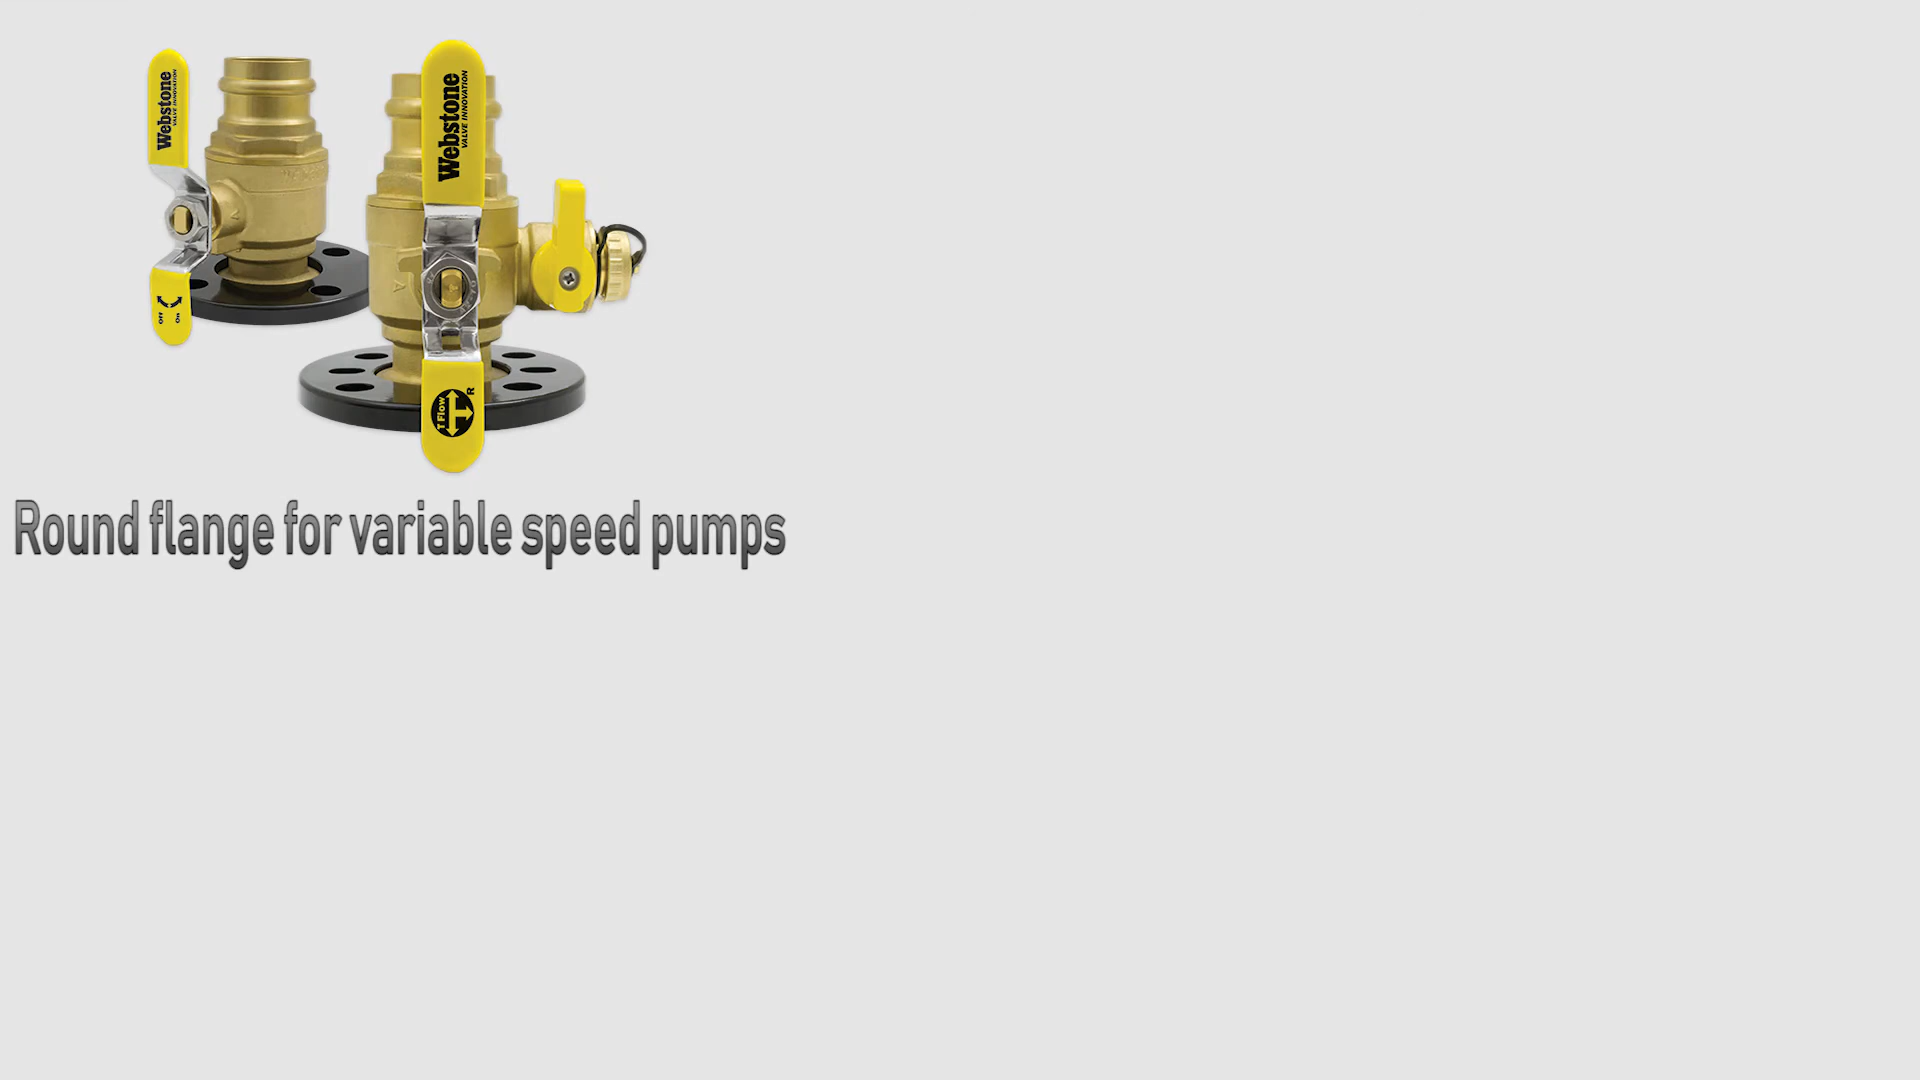 Webstone
VALVE INNOVATION
Off
On
Webstone
VALVE INNOVATION
T Flow
R
Round flange for variable speed pumps